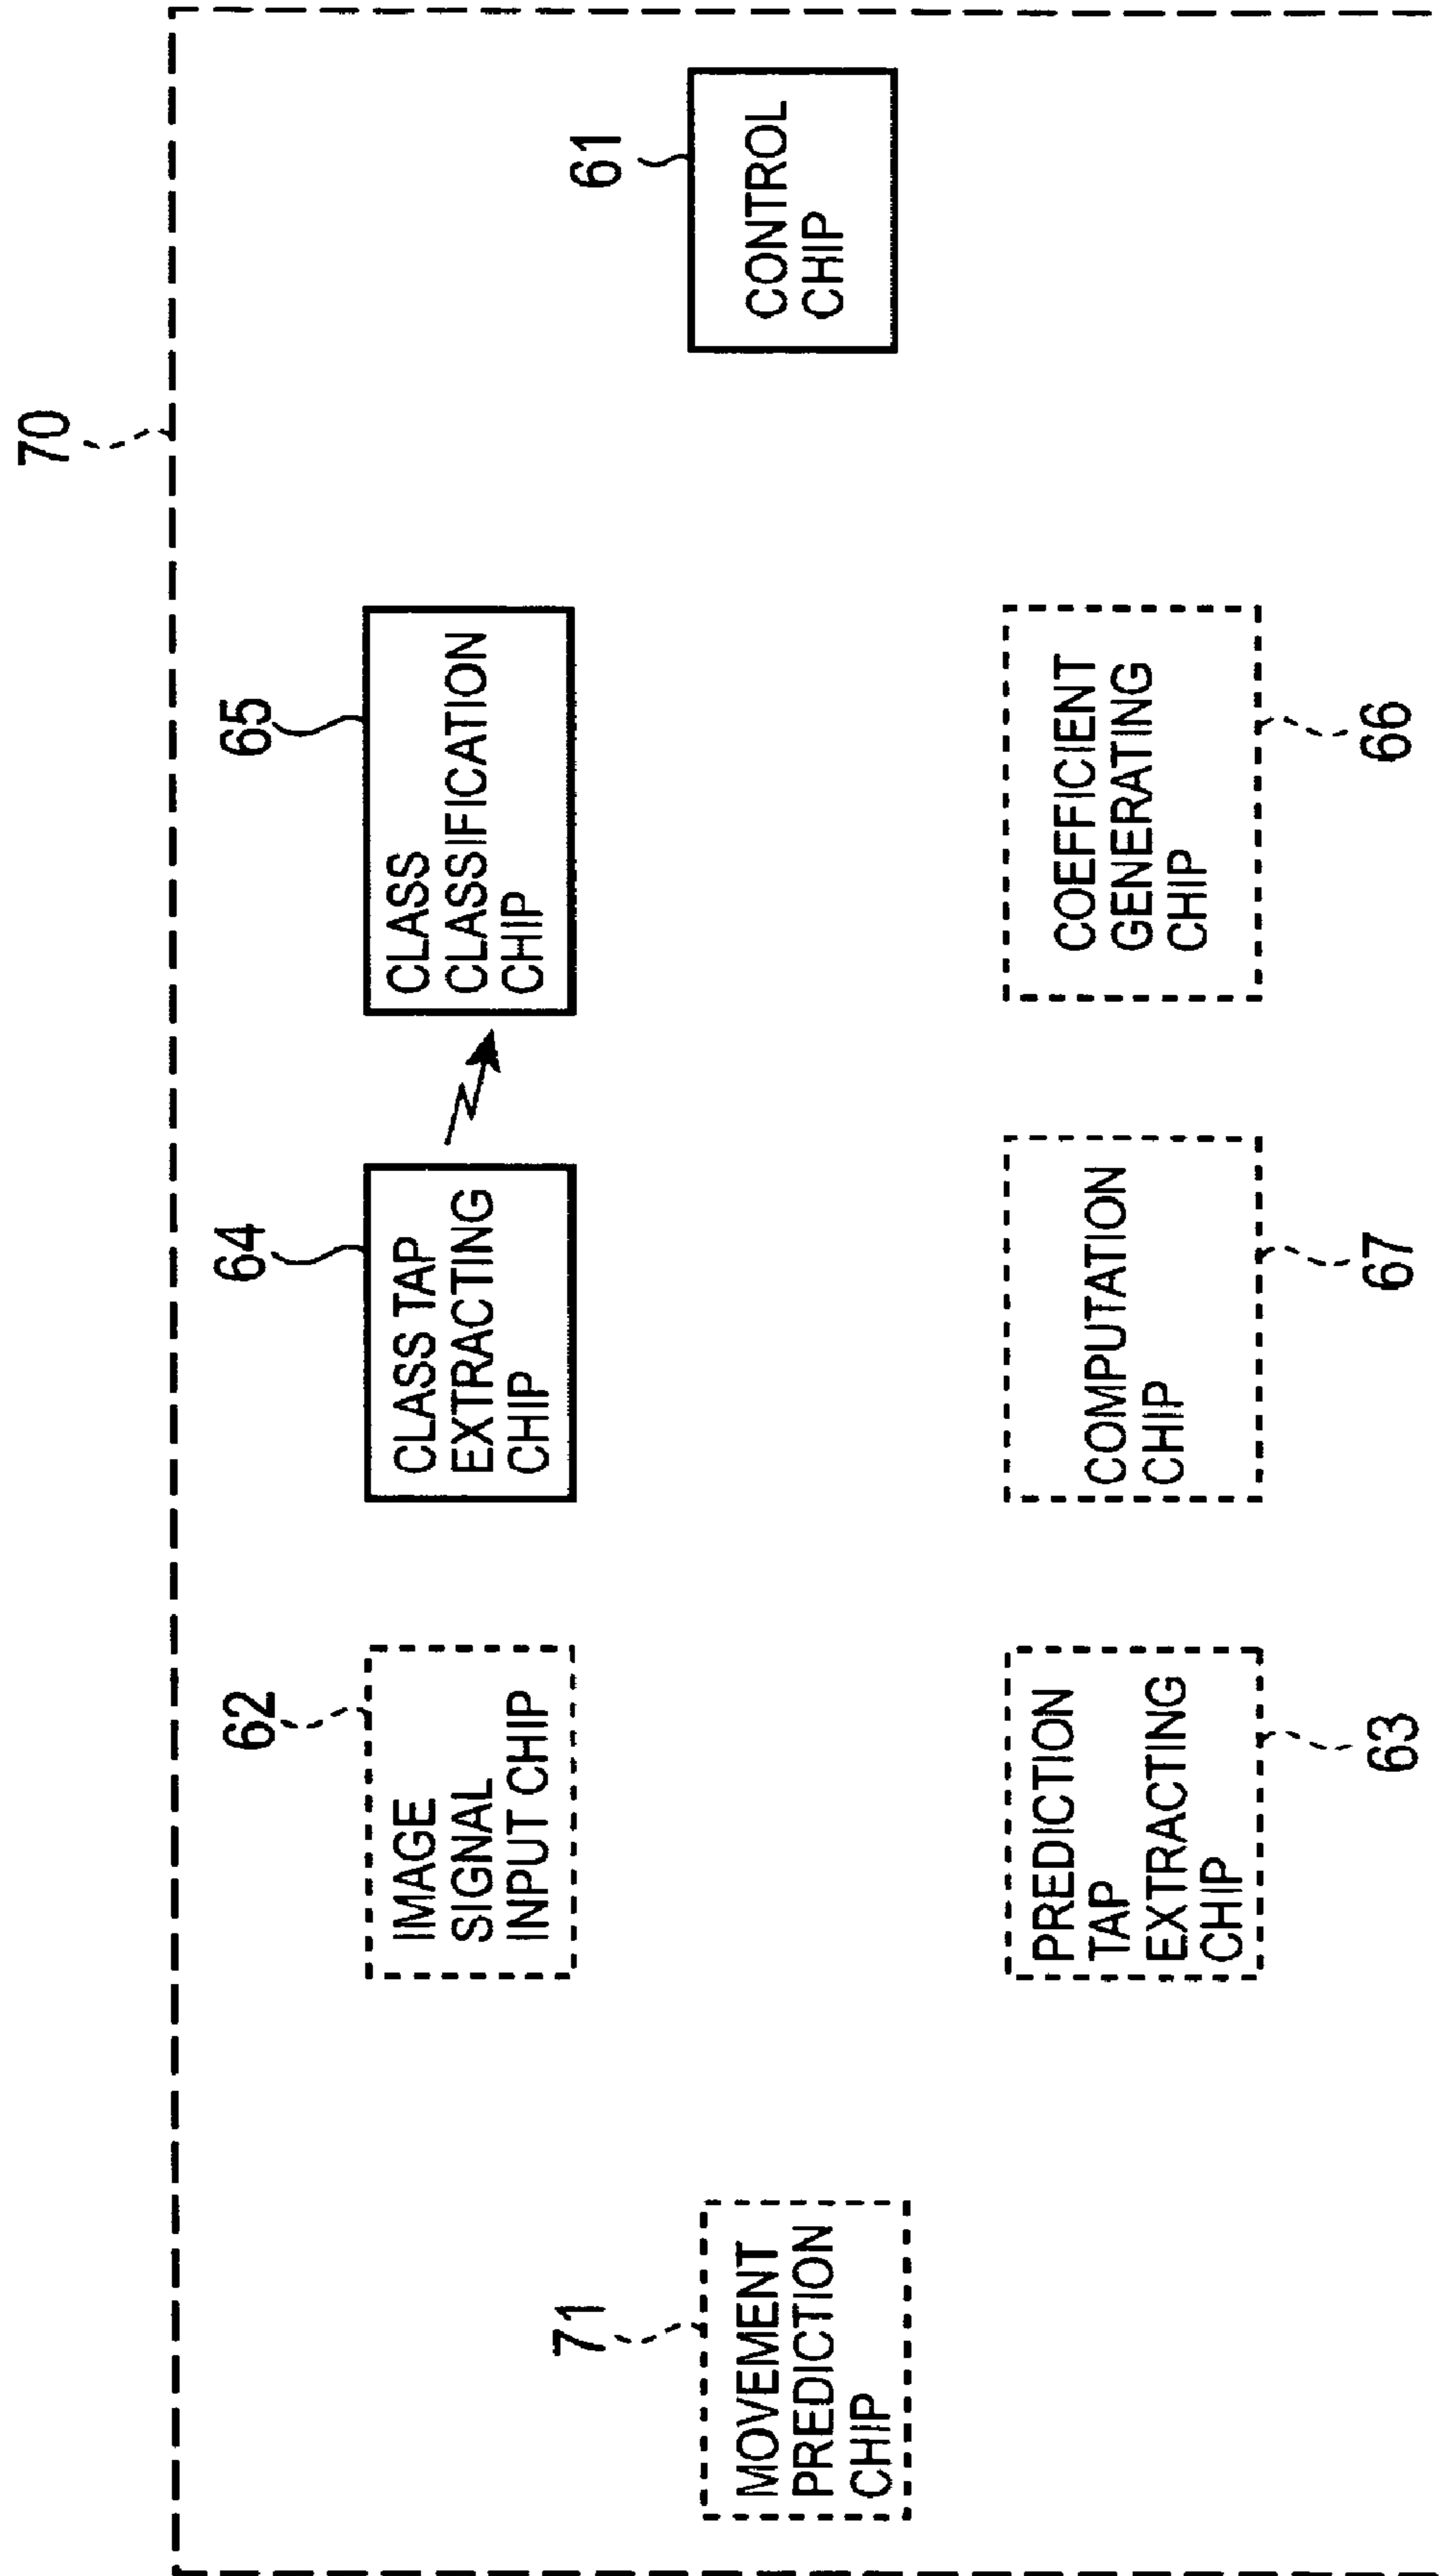 70
62
IMAGE
SIGNAL
INPUT CHIP
64
CLASS TAP
EXTRACTING
CHIP
65
CLASS
CLASSIFICATION
CHIP
71
MOVEMENT
PREDICTION
CHIP
61
CONTROL
CHIP
PREDICTION
TAP
EXTRACTING
CHIP
63
COMPUTATION
CHIP
67
COEFFICIENT
GENERATING
CHIP
66